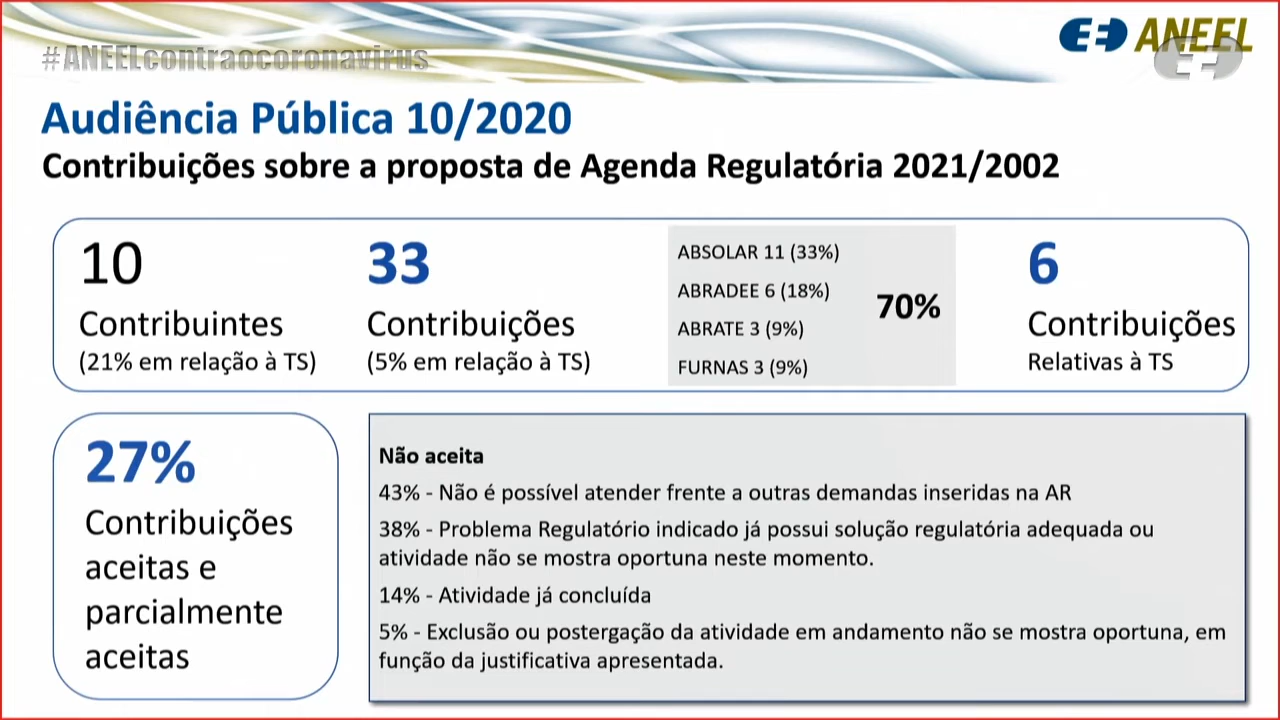 #ANEELcontraocoronavirus
ANEEL
Audiência Pública 10/2020
Contribuições sobre a proposta de Agenda Regulatória 2021/2002
10
Contribuintes
(21% em relação à TS)
33
Contribuições
(5% em relação à TS)
ABSOLAR 11 (33%)
ABRADEE 6 (18%)
ABRATE 3 (9%)
FURNAS 3 (9%)
70%
6
Contribuições
Relativas à TS
27%
Contribuições
aceitas e
parcialmente
aceitas
Não aceita
43% - Não é possível atender frente a outras demandas inseridas na AR
38% - Problema Regulatório indicado já possui solução regulatória adequada ou
atividade não se mostra oportuna neste momento.
14% - Atividade já concluída
5% - Exclusão ou postergação da atividade em andamento não se mostra oportuna, em
função da justificativa apresentada.